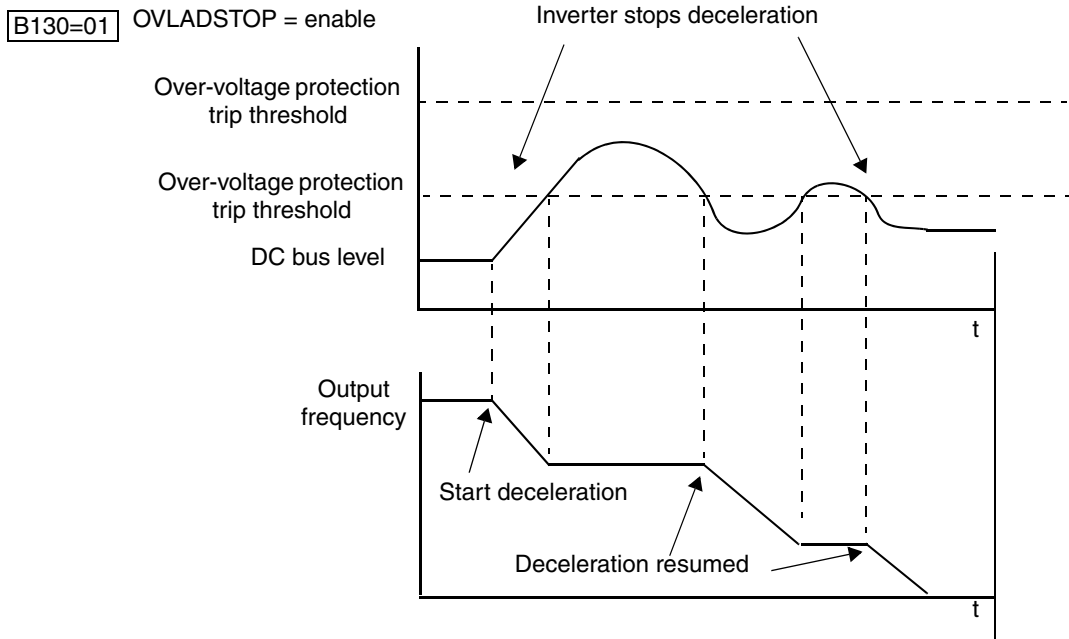 B130=01 OVLADSTOP = enable
Inverter stops deceleration
Over-voltage protection
trip threshold
Over-voltage protection
trip threshold
DC bus level
t
Output
frequency
Start deceleration
Deceleration resumed
t